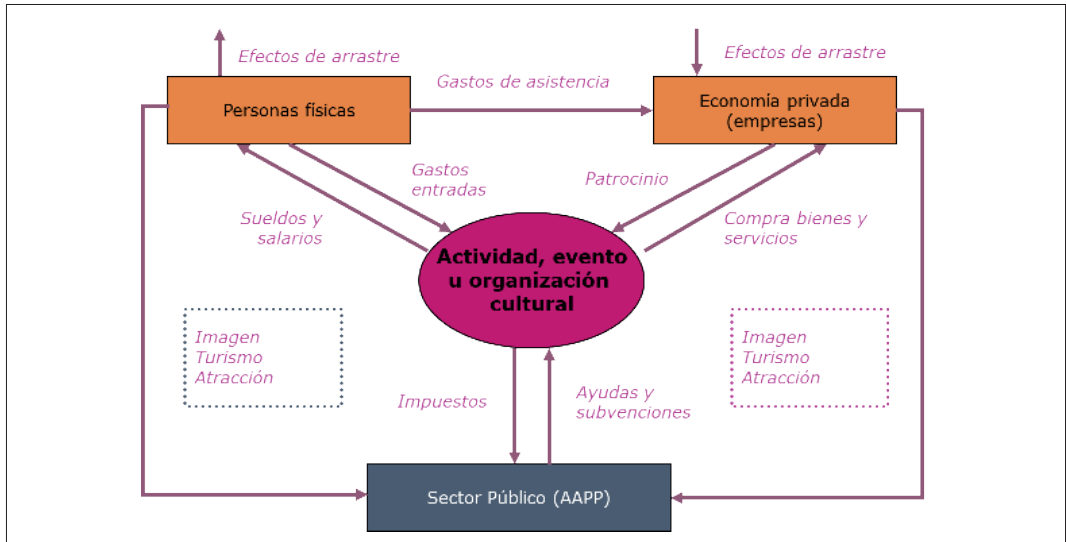 Efectos de arrastre
Efectos de arrastre
Gastos de asistencia
Personas físicas
Economía privada
(empresas)
Gastos
entradas
Patrocinio
Sueldos y
salarios
Compra bienes y
servicios
Actividad, evento
u organización
cultural
Imagen
Turismo
Atracción
Imagen
Turismo
Atracción
Impuestos
Ayudas y
subvenciones
Sector Público (AAPP)